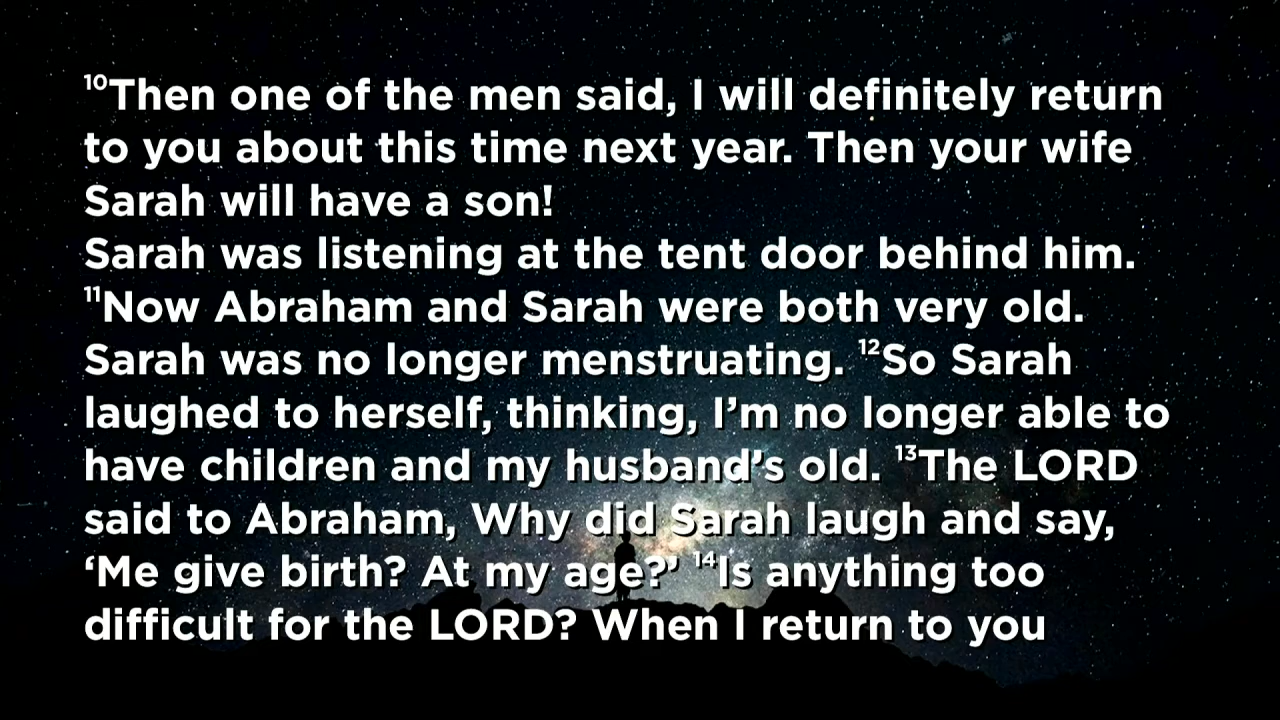 ¹⁰Then one of the men said, I will definitely return
to you about this time next year. Then your wife
Sarah will have a son!
Sarah was listening at the tent door behind him.
¹¹Now Abraham and Sarah were both very old.
Sarah was no longer menstruating. ¹²So Sarah
laughed to herself, thinking, I’m no longer able to
have children and my husband’s old. ¹³The LORD
said to Abraham, Why did Sarah laugh and say,
‘Me give birth? At my age?’ ¹⁴Is anything too
difficult for the LORD? When I return to you